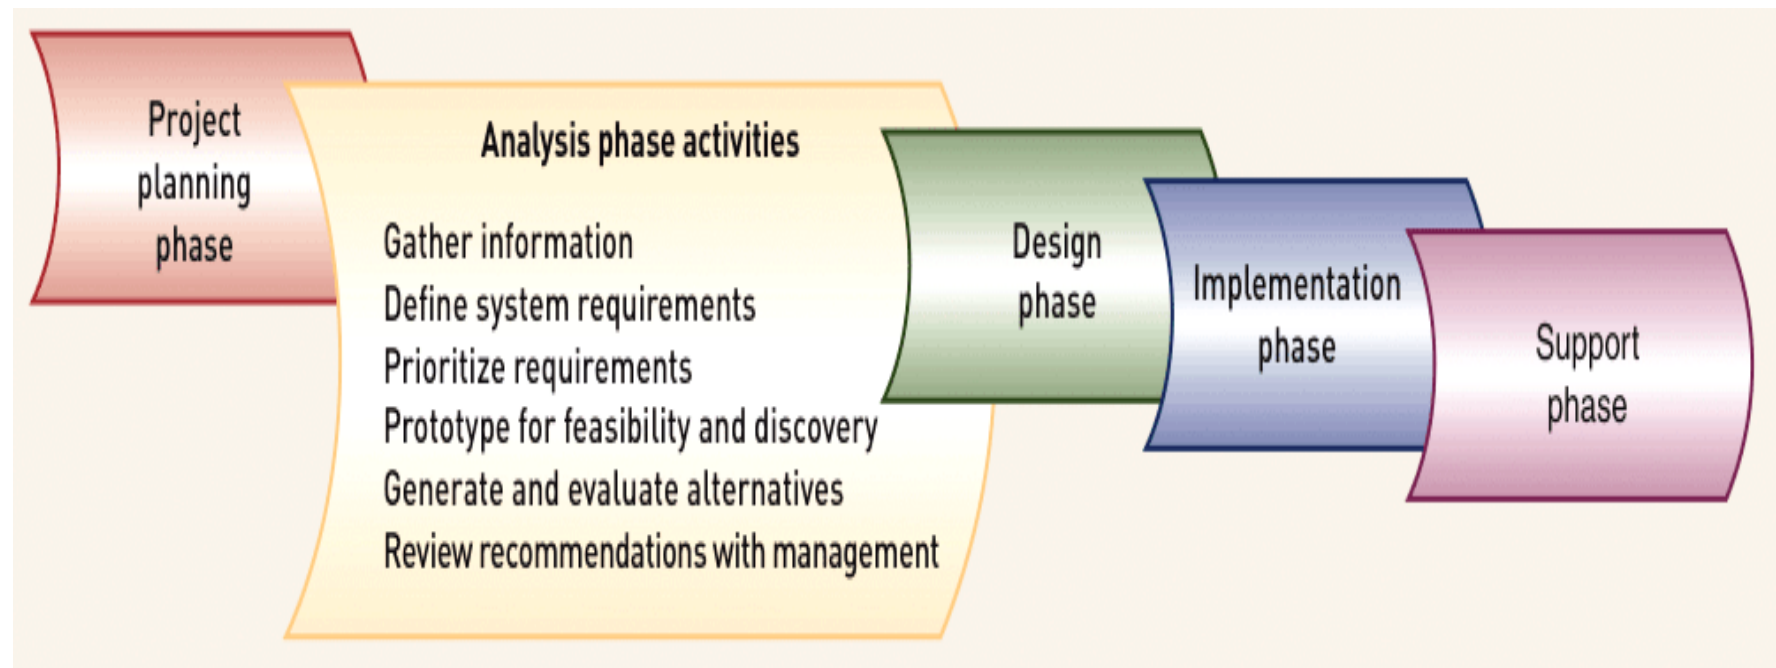 Project
planning
phase
Analysis phase activities
Gather information
Define system requirements
Prioritize requirements
Prototype for feasibility and discovery
Generate and evaluate alternatives
Review recommendations with management
Design
phase
Implementation
phase
Support
phase